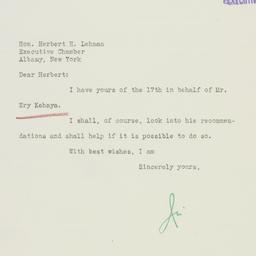 Hon. Herbert H. Lehman
Executive Chamber
Albany, New York
Dear Herbert:
I have yours of the 17th in behalf of Mr.
Ery Kehaya.
I shall, of course, look into his recommen-
dations and shall help if it is possible to do so.
With best wishes, I am
Sincerely yours,